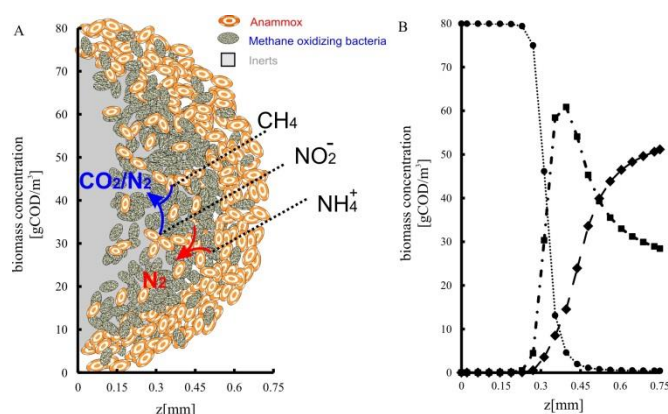 A
Anammox
Methane oxidizing bacteria
Inerts
biomass concentration
[gCOD/m³]
80
70
60
50
40
30
20
10
0
CH₄
NO₂⁻
NH₄⁺
CO₂/N₂
N₂
0
0.15
0.3
0.45
0.6
0.75
z[mm]
B
biomass concentration
[gCOD/m³]
80
70
60
50
40
30
20
10
0
0
0.15
0.3
0.45
0.6
0.75
z[mm]